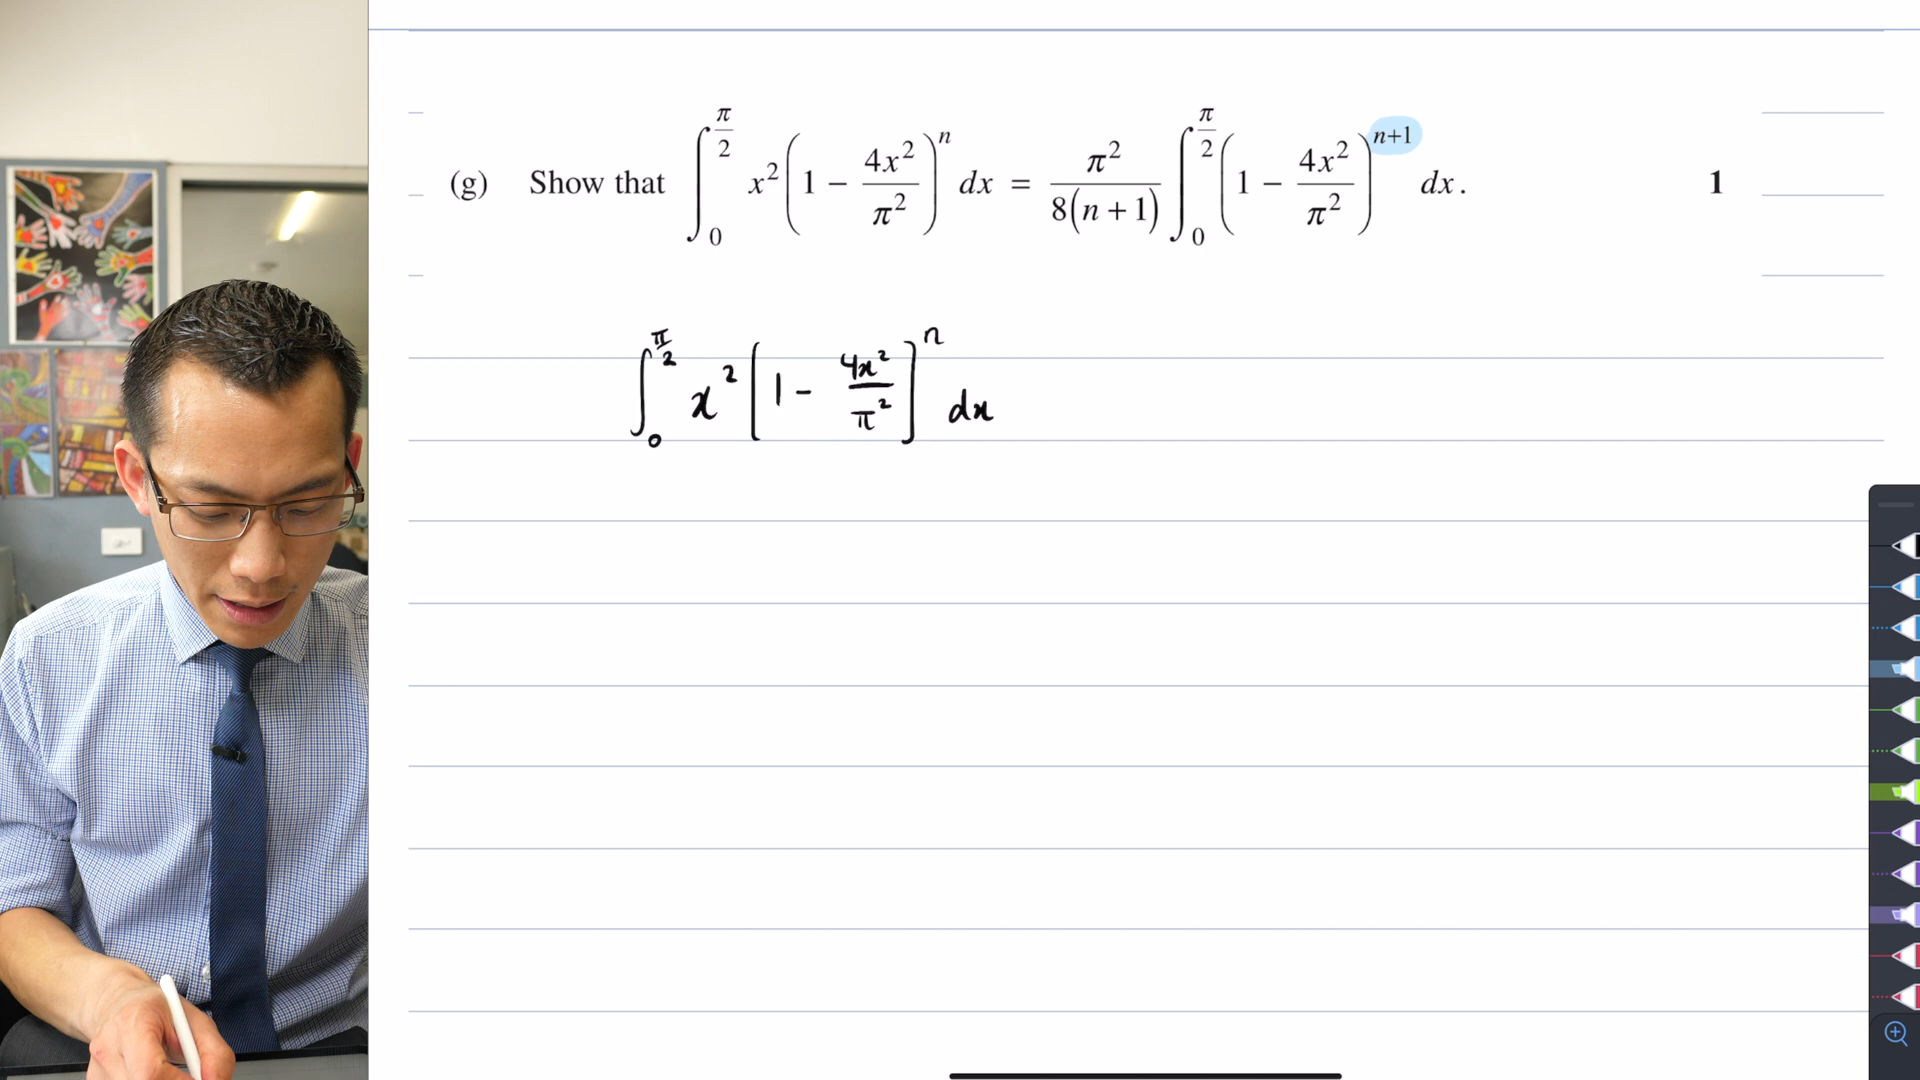 (g) Show that ∫₀^{π/2} x²(1 − 4x²/π²)ⁿ dx = π²/(8(n+1)) ∫₀^{π/2} (1 − 4x²/π²)ⁿ⁺¹ dx. 1
∫₀^{π/2} x²[1 − 4x²/π²]ⁿ dx